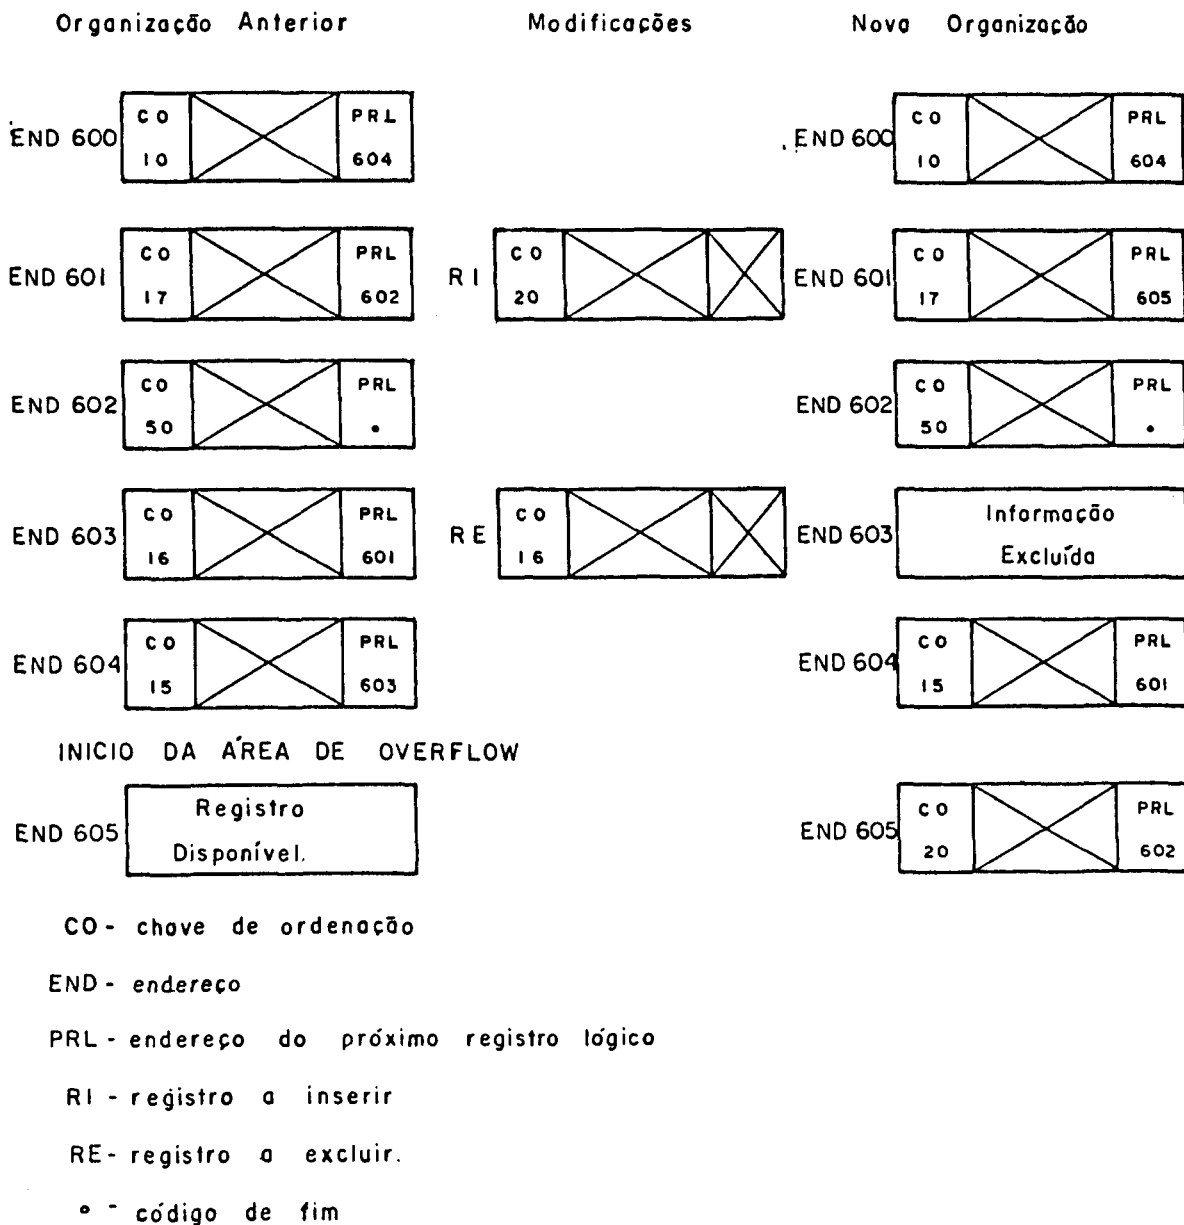 Organização Anterior Modificações Nova Organização
END 600 CO 10 PRL 604 END 600 CO 10 PRL 604
END 601 CO 17 PRL 602 RI CO 20 END 601 CO 17 PRL 605
END 602 CO 50 PRL • END 602 CO 50 PRL •
END 603 CO 16 PRL 601 RE CO 16 END 603 Informação Excluída
END 604 CO 15 PRL 603 END 604 CO 15 PRL 601
INICIO DA ÁREA DE OVERFLOW
END 605 Registro Disponível. END 605 CO 20 PRL 602
CO - chave de ordenação
END - endereço
PRL - endereço do próximo registro lógico
RI - registro a inserir
RE - registro a excluir.
• - código de fim